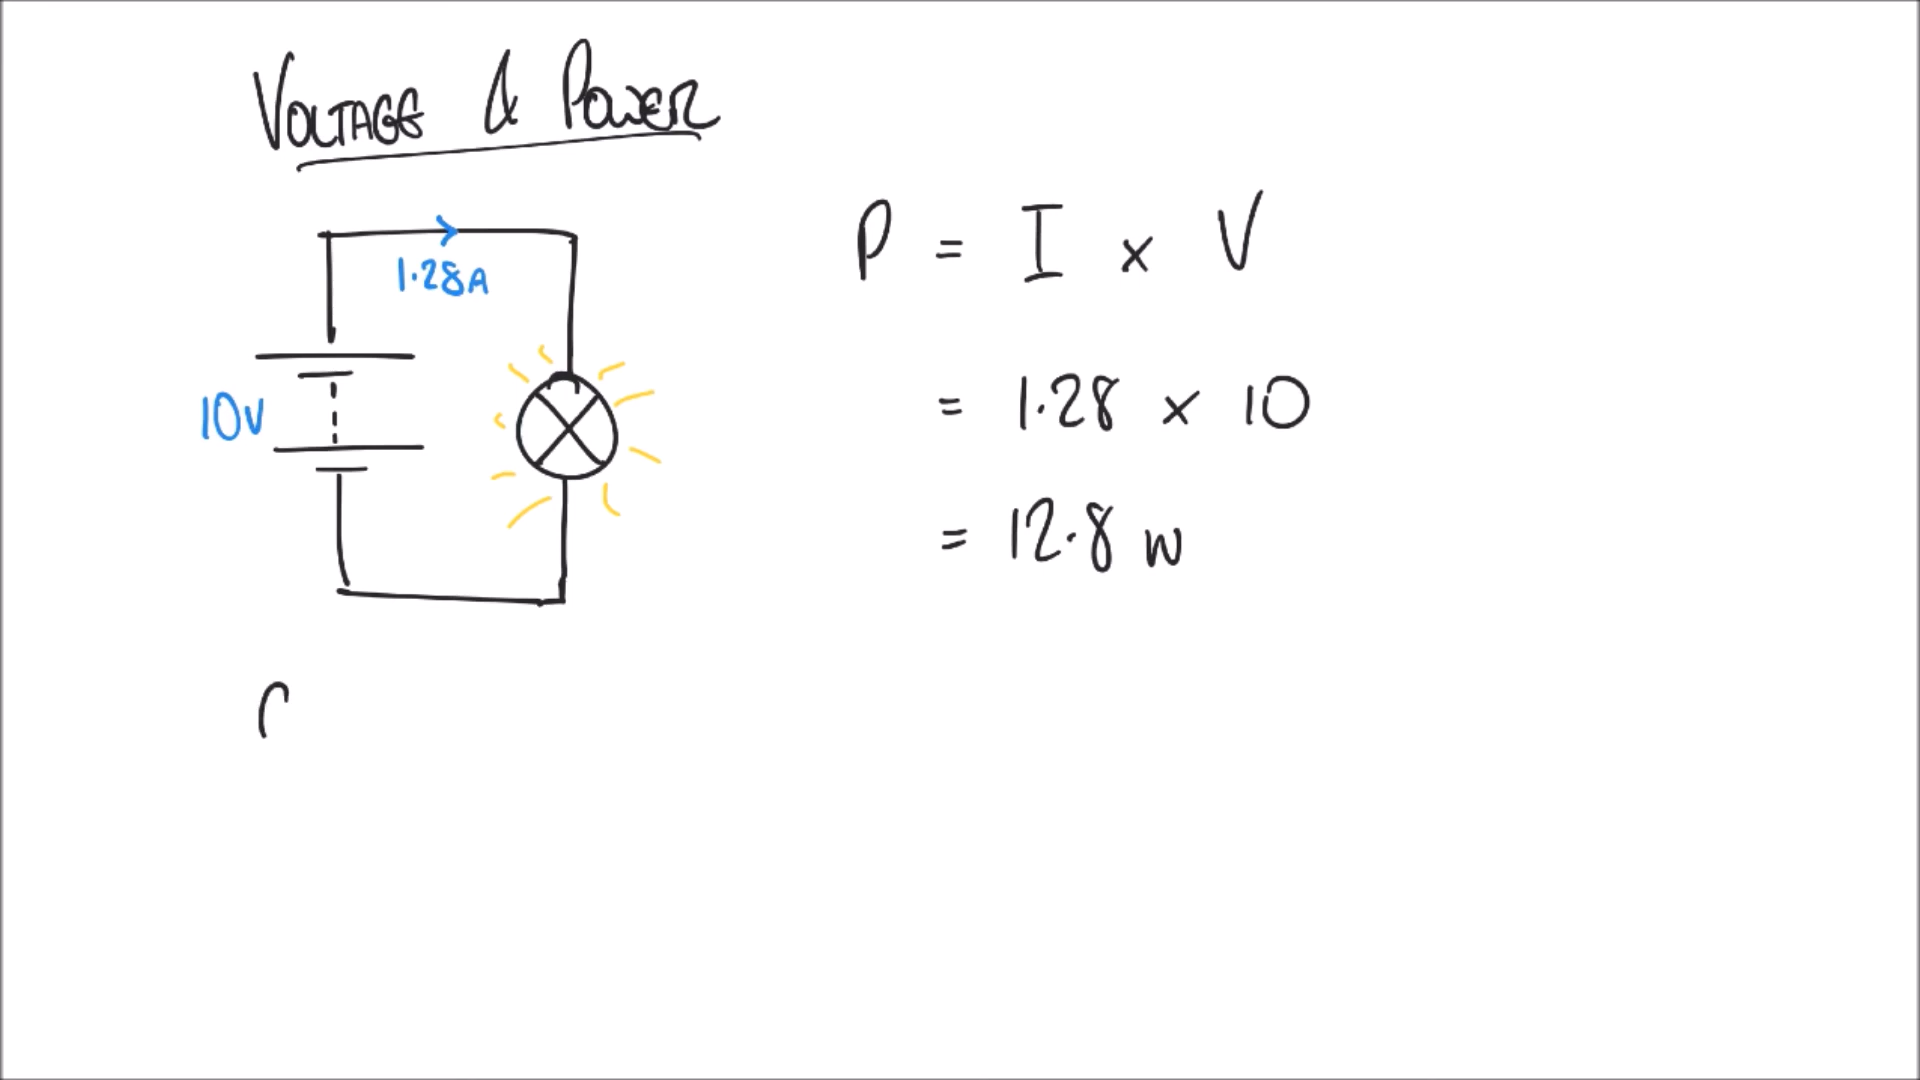 VOLTAGE & POWER
1.28A
10V
P = I × V
= 1.28 × 10
= 12.8 W